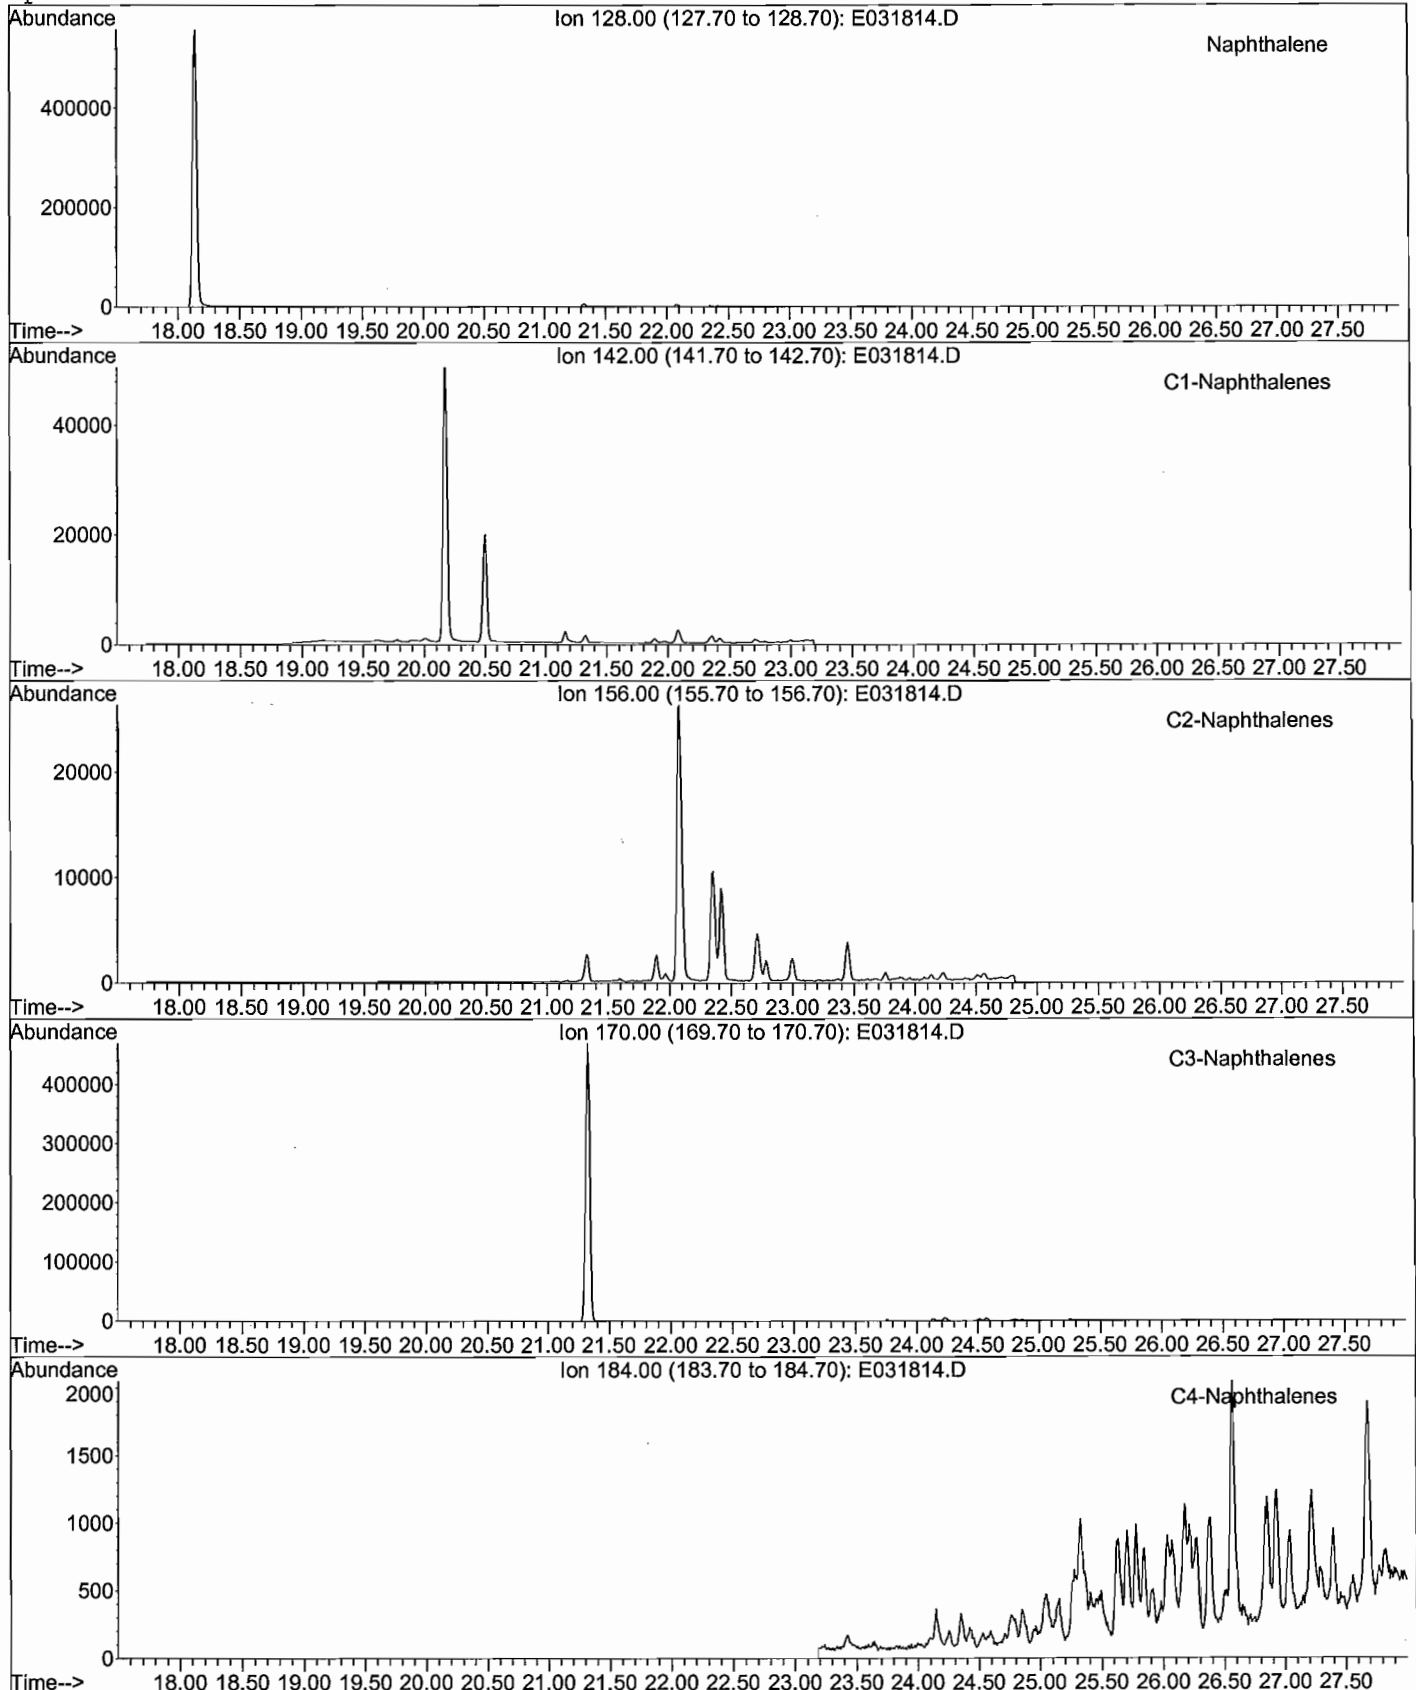 Abundance Ion 128.00 (127.70 to 128.70): E031814.D
Naphthalene
400000
200000
0
Time--> 18.00 18.50 19.00 19.50 20.00 20.50 21.00 21.50 22.00 22.50 23.00 23.50 24.00 24.50 25.00 25.50 26.00 26.50 27.00 27.50
Abundance Ion 142.00 (141.70 to 142.70): E031814.D
C1-Naphthalenes
40000
20000
0
Time--> 18.00 18.50 19.00 19.50 20.00 20.50 21.00 21.50 22.00 22.50 23.00 23.50 24.00 24.50 25.00 25.50 26.00 26.50 27.00 27.50
Abundance Ion 156.00 (155.70 to 156.70): E031814.D
C2-Naphthalenes
20000
10000
0
Time--> 18.00 18.50 19.00 19.50 20.00 20.50 21.00 21.50 22.00 22.50 23.00 23.50 24.00 24.50 25.00 25.50 26.00 26.50 27.00 27.50
Abundance Ion 170.00 (169.70 to 170.70): E031814.D
C3-Naphthalenes
400000
300000
200000
100000
0
Time--> 18.00 18.50 19.00 19.50 20.00 20.50 21.00 21.50 22.00 22.50 23.00 23.50 24.00 24.50 25.00 25.50 26.00 26.50 27.00 27.50
Abundance Ion 184.00 (183.70 to 184.70): E031814.D
2000 C4-Naphthalenes
1500
1000
500
0
Time--> 18.00 18.50 19.00 19.50 20.00 20.50 21.00 21.50 22.00 22.50 23.00 23.50 24.00 24.50 25.00 25.50 26.00 26.50 27.00 27.50